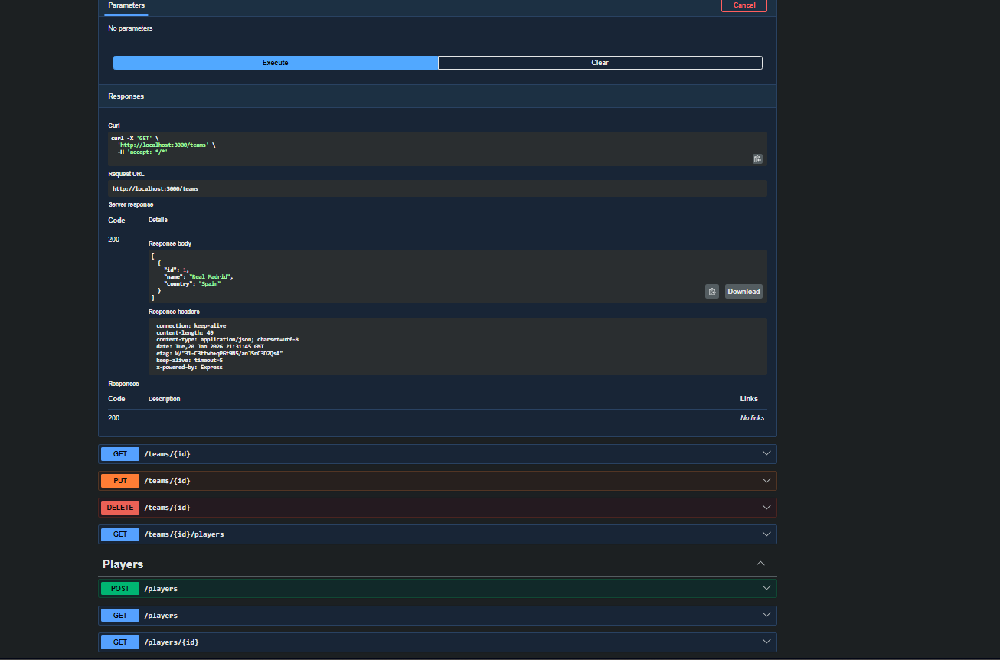 Parameters
Cancel
No parameters
Execute
Clear
Responses
Curl
curl -X 'GET' \
'http://localhost:3000/teams' \
-H 'accept: */*'
Request URL
http://localhost:3000/teams
Server response
Code Details
200
Response body
[
{
"id": 1,
"name": "Real Madrid",
"country": "Spain"
}
]
Download
Response headers
connection: keep-alive
content-length: 49
content-type: application/json; charset=utf-8
date: Tue,20 Jan 2026 21:31:45 GMT
etag: W/"31-C3ttwb+qPGt9N5/anJSnC3D2QsA"
keep-alive: timeout=5
x-powered-by: Express
Responses
Code Description Links
200 No links
GET /teams/{id}
PUT /teams/{id}
DELETE /teams/{id}
GET /teams/{id}/players
Players
POST /players
GET /players
GET /players/{id}